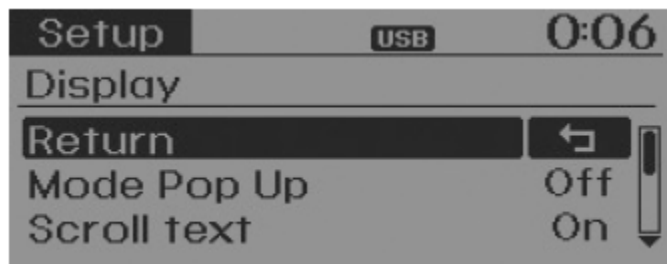 Setup USB 0:06
Display
Return
Mode Pop Up Off
Scroll text On